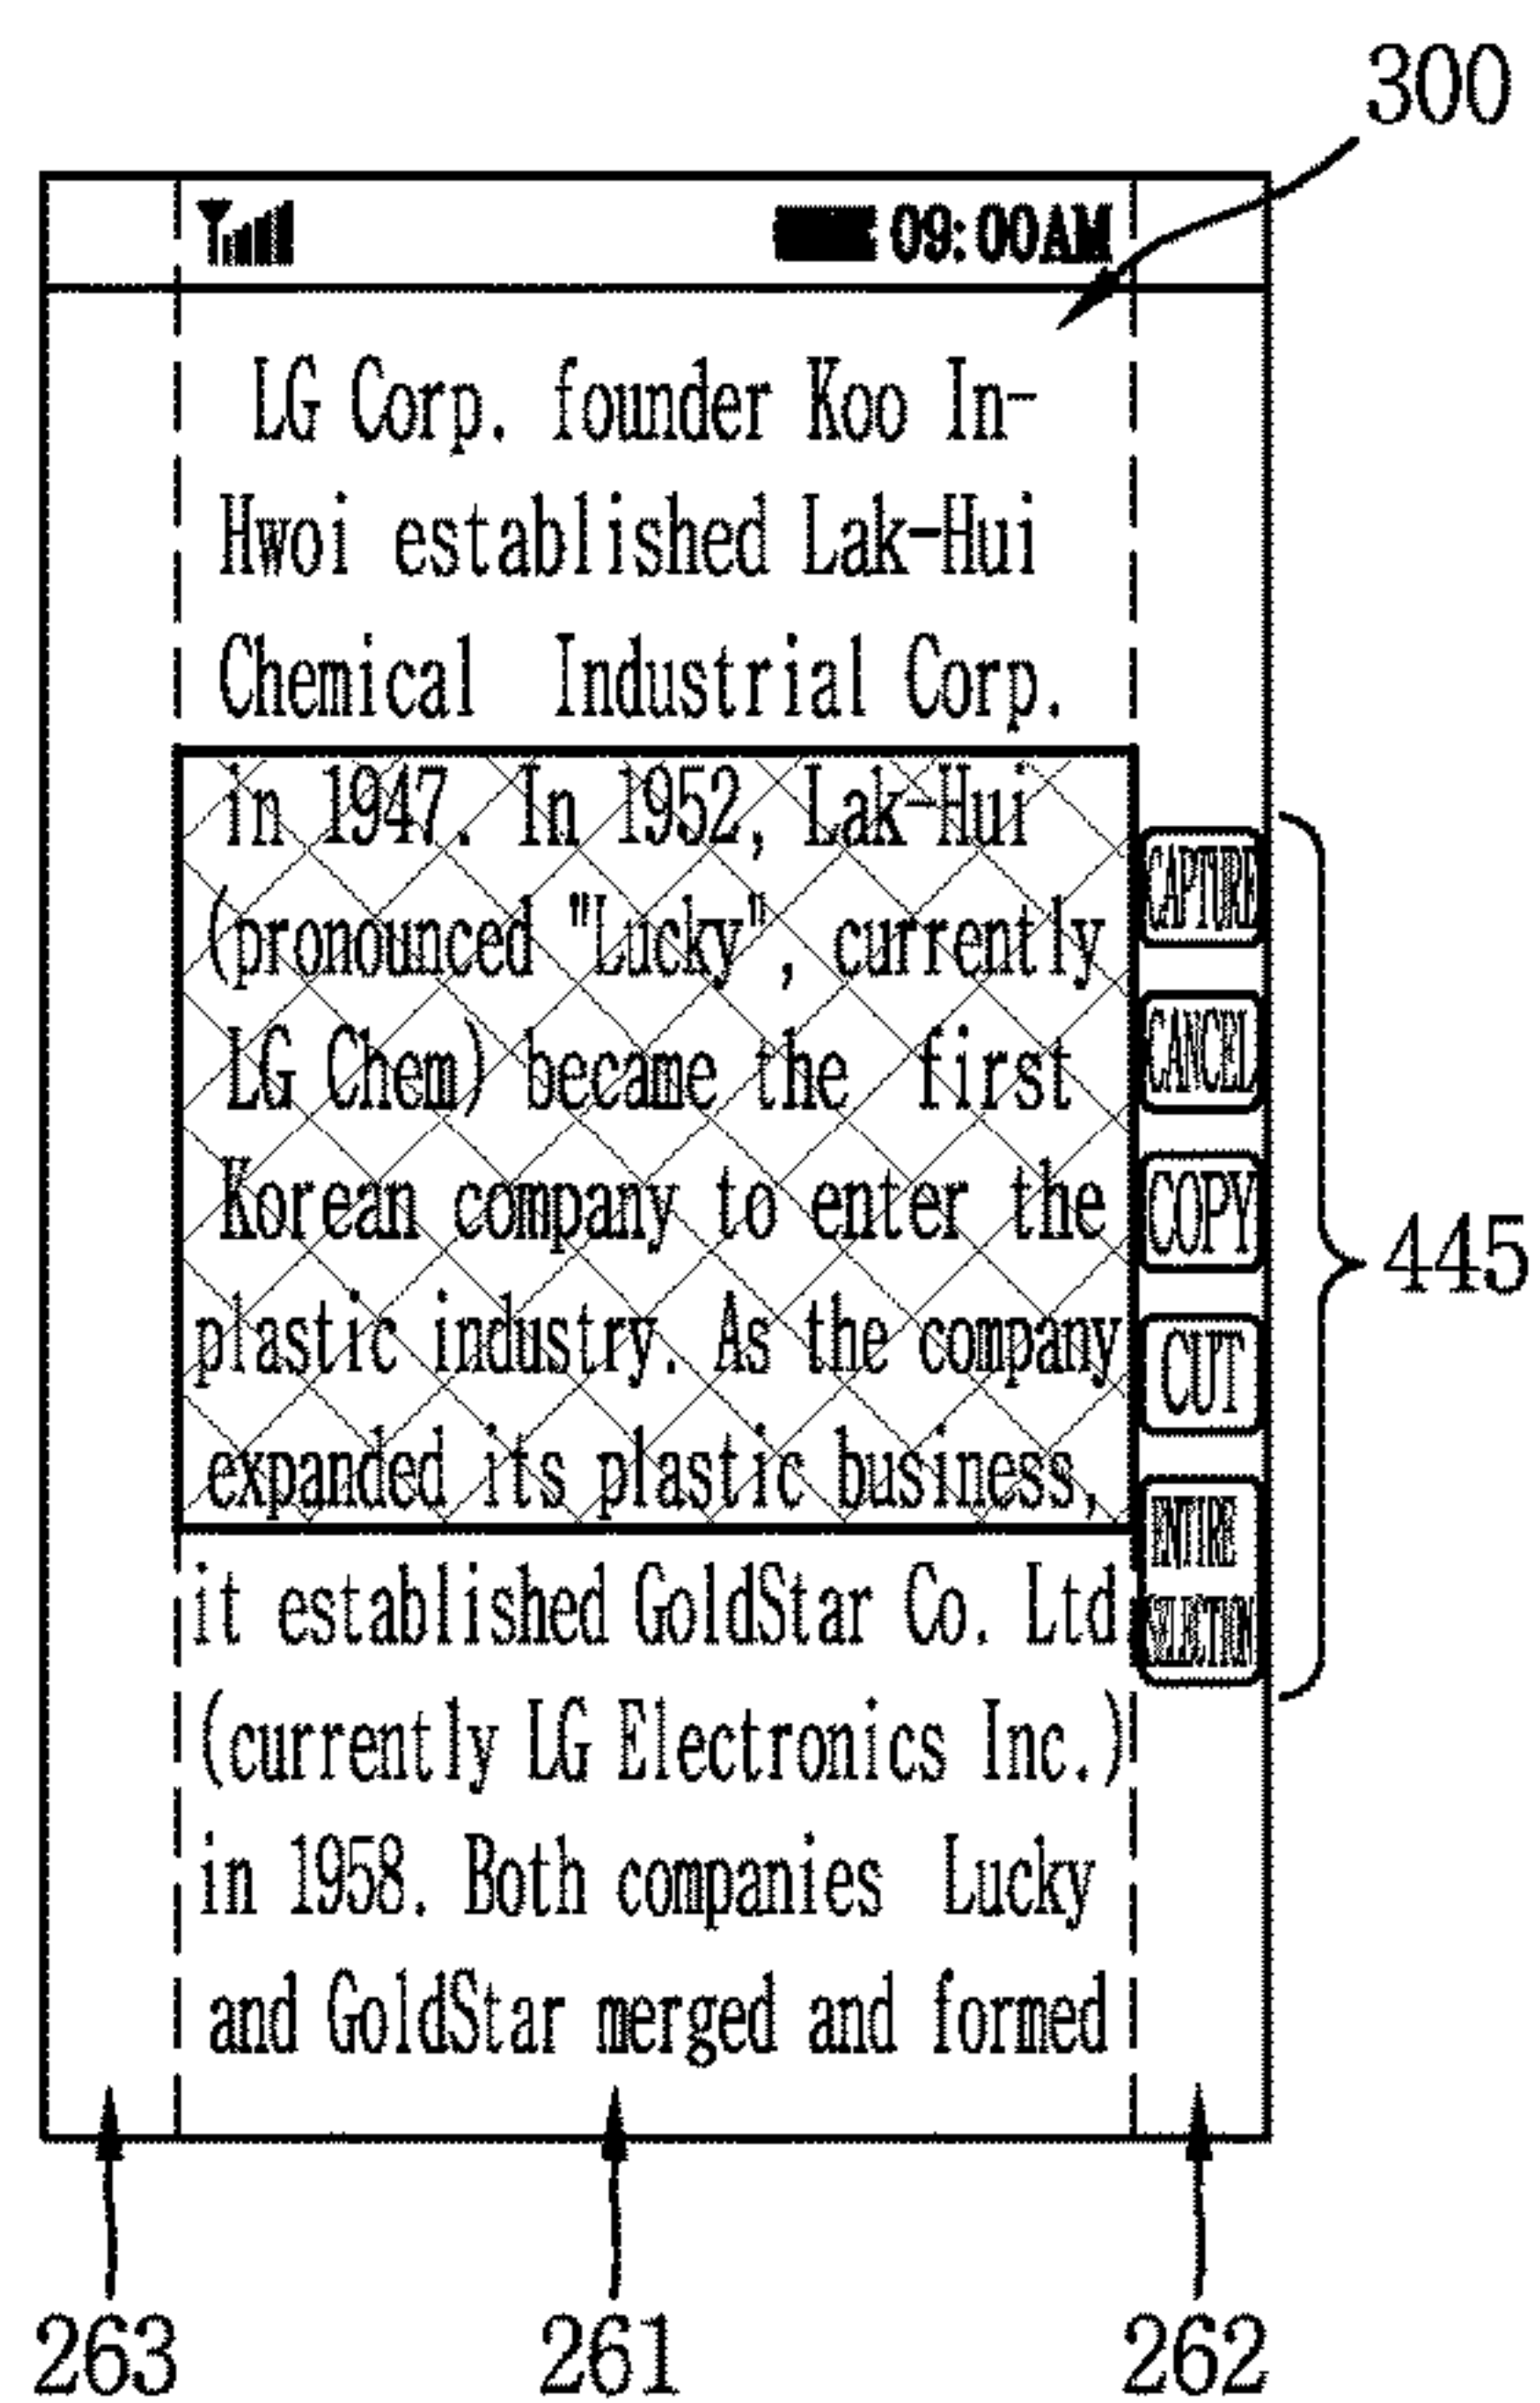 300
09:00AM
LG Corp. founder Koo In-
Hwoi established Lak-Hui
Chemical Industrial Corp.
in 1947. In 1952, Lak-Hui
(pronounced "Lucky", currently
LG Chem) became the first
Korean company to enter the
plastic industry. As the company
expanded its plastic business,
it established GoldStar Co. Ltd
(currently LG Electronics Inc.)
in 1958. Both companies Lucky
and GoldStar merged and formed
CAPTURE
CANCEL
COPY
CUT
ENTIRE
SELECTION
445
263 261 262